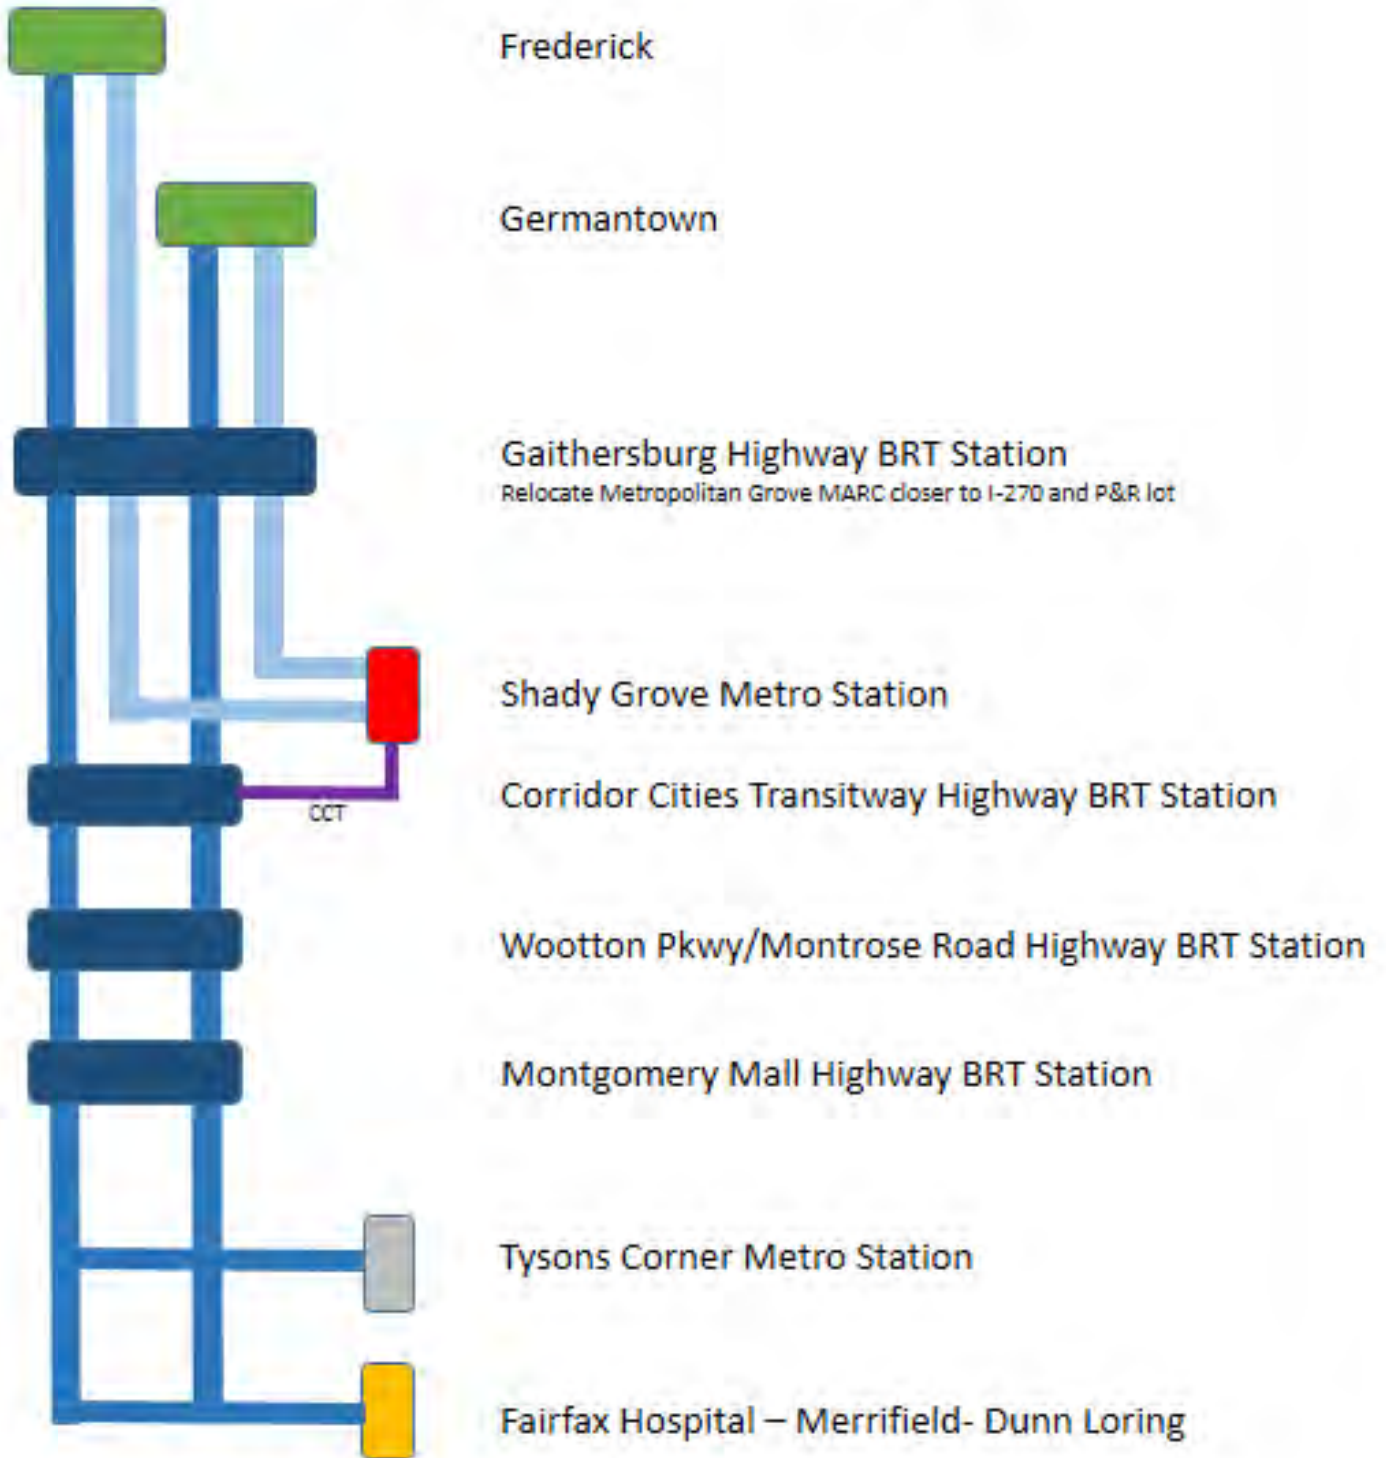 Frederick
Germantown
Gaithersburg Highway BRT Station
Relocate Metropolitan Grove MARC closer to I-270 and P&R lot
Shady Grove Metro Station
Corridor Cities Transitway Highway BRT Station
CCT
Wootton Pkwy/Montrose Road Highway BRT Station
Montgomery Mall Highway BRT Station
Tysons Corner Metro Station
Fairfax Hospital – Merrifield- Dunn Loring